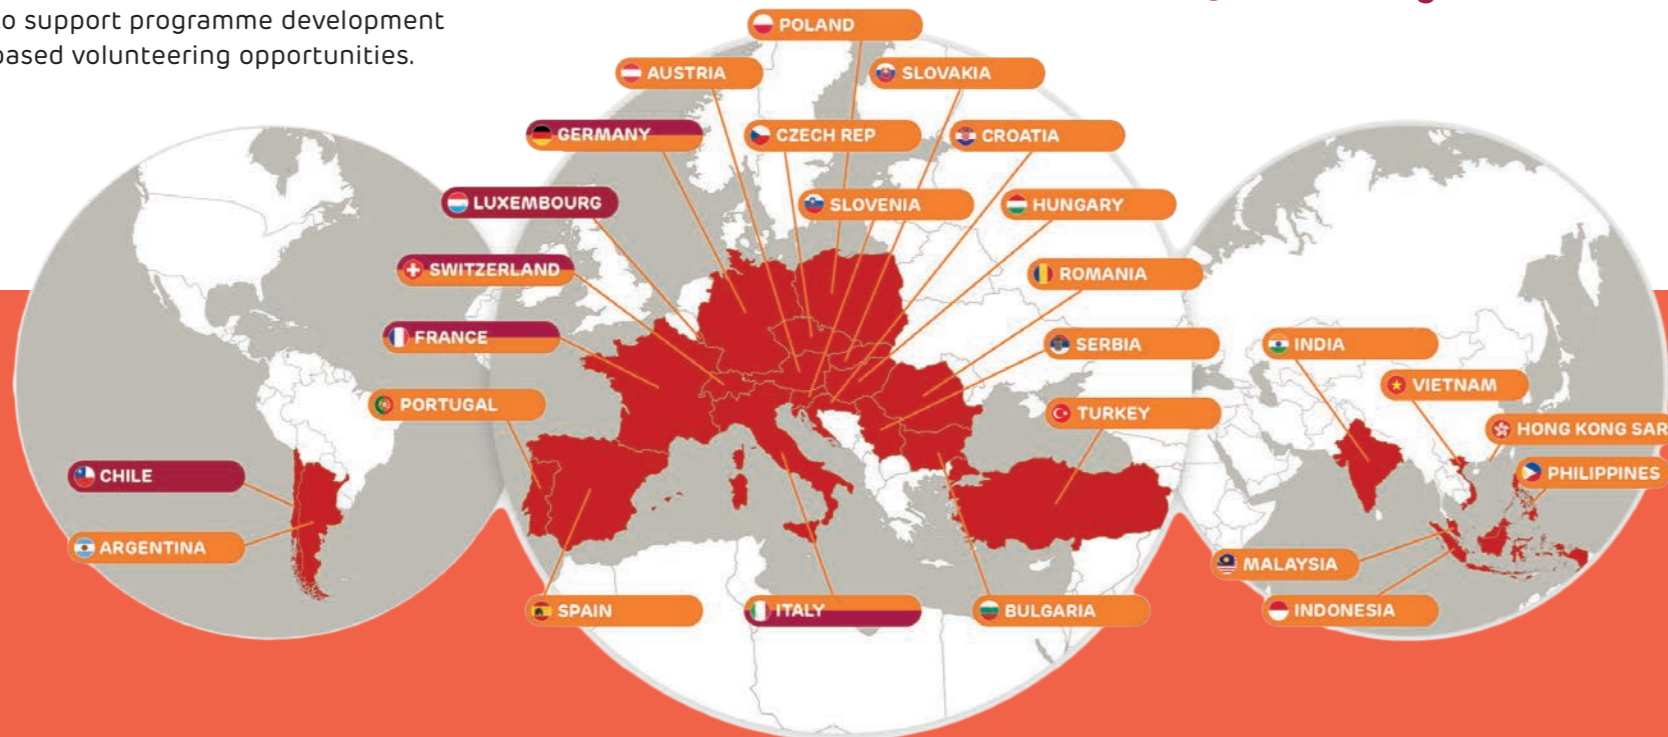 to support programme development
based volunteering opportunities.
POLAND
AUSTRIA
SLOVAKIA
GERMANY
CZECH REP
CROATIA
LUXEMBOURG
SLOVENIA
HUNGARY
SWITZERLAND
ROMANIA
FRANCE
SERBIA
INDIA
PORTUGAL
TURKEY
VIETNAM
HONG KONG SAR
CHILE
PHILIPPINES
ARGENTINA
MALAYSIA
SPAIN
ITALY
BULGARIA
INDONESIA